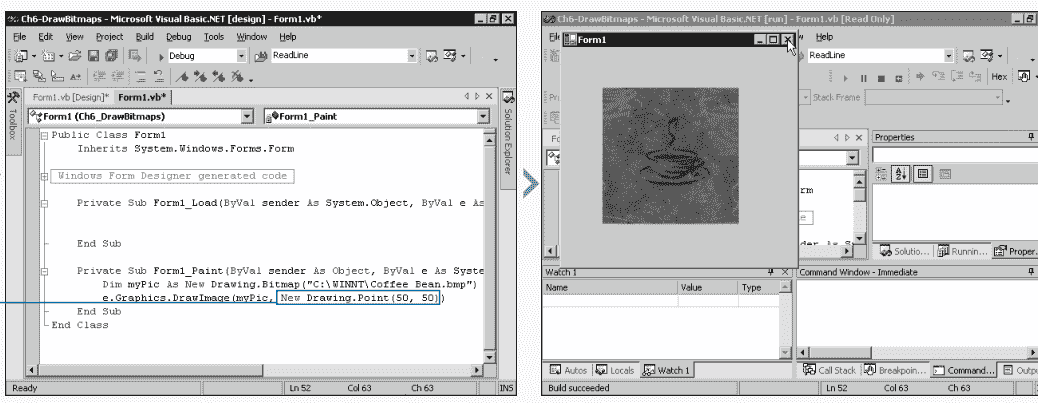 Ch6-DrawBitmaps - Microsoft Visual Basic.NET [design] - Form1.vb*
File Edit View Project Build Debug Tools Window Help
Debug ReadLine
Form1.vb [Design]* Form1.vb*
Toolbox
Form1 (Ch6_DrawBitmaps) Form1_Paint
Solution Explorer
Public Class Form1
Inherits System.Windows.Forms.Form
Windows Form Designer generated code
Private Sub Form1_Load(ByVal sender As System.Object, ByVal e As
End Sub
Private Sub Form1_Paint(ByVal sender As Object, ByVal e As Syste
Dim myPic As New Drawing.Bitmap("C:\WINNT\Coffee Bean.bmp")
e.Graphics.DrawImage(myPic, New Drawing.Point(50, 50))
End Sub
End Class
Ready Ln 52 Col 63 Ch 63 INS
Ch6-DrawBitmaps - Microsoft Visual Basic.NET [run] - Form1.vb [Read Only]
Form1
Help
ReadLine
Hex
Stack Frame
Properties
rm
Solutio... Runnin... Proper...
Watch 1
Name Value Type
Command Window - Immediate
Autos Locals Watch 1
Call Stack Breakpoin... Command... Outpu
Build succeeded Ln 52 Col 63 Ch 63